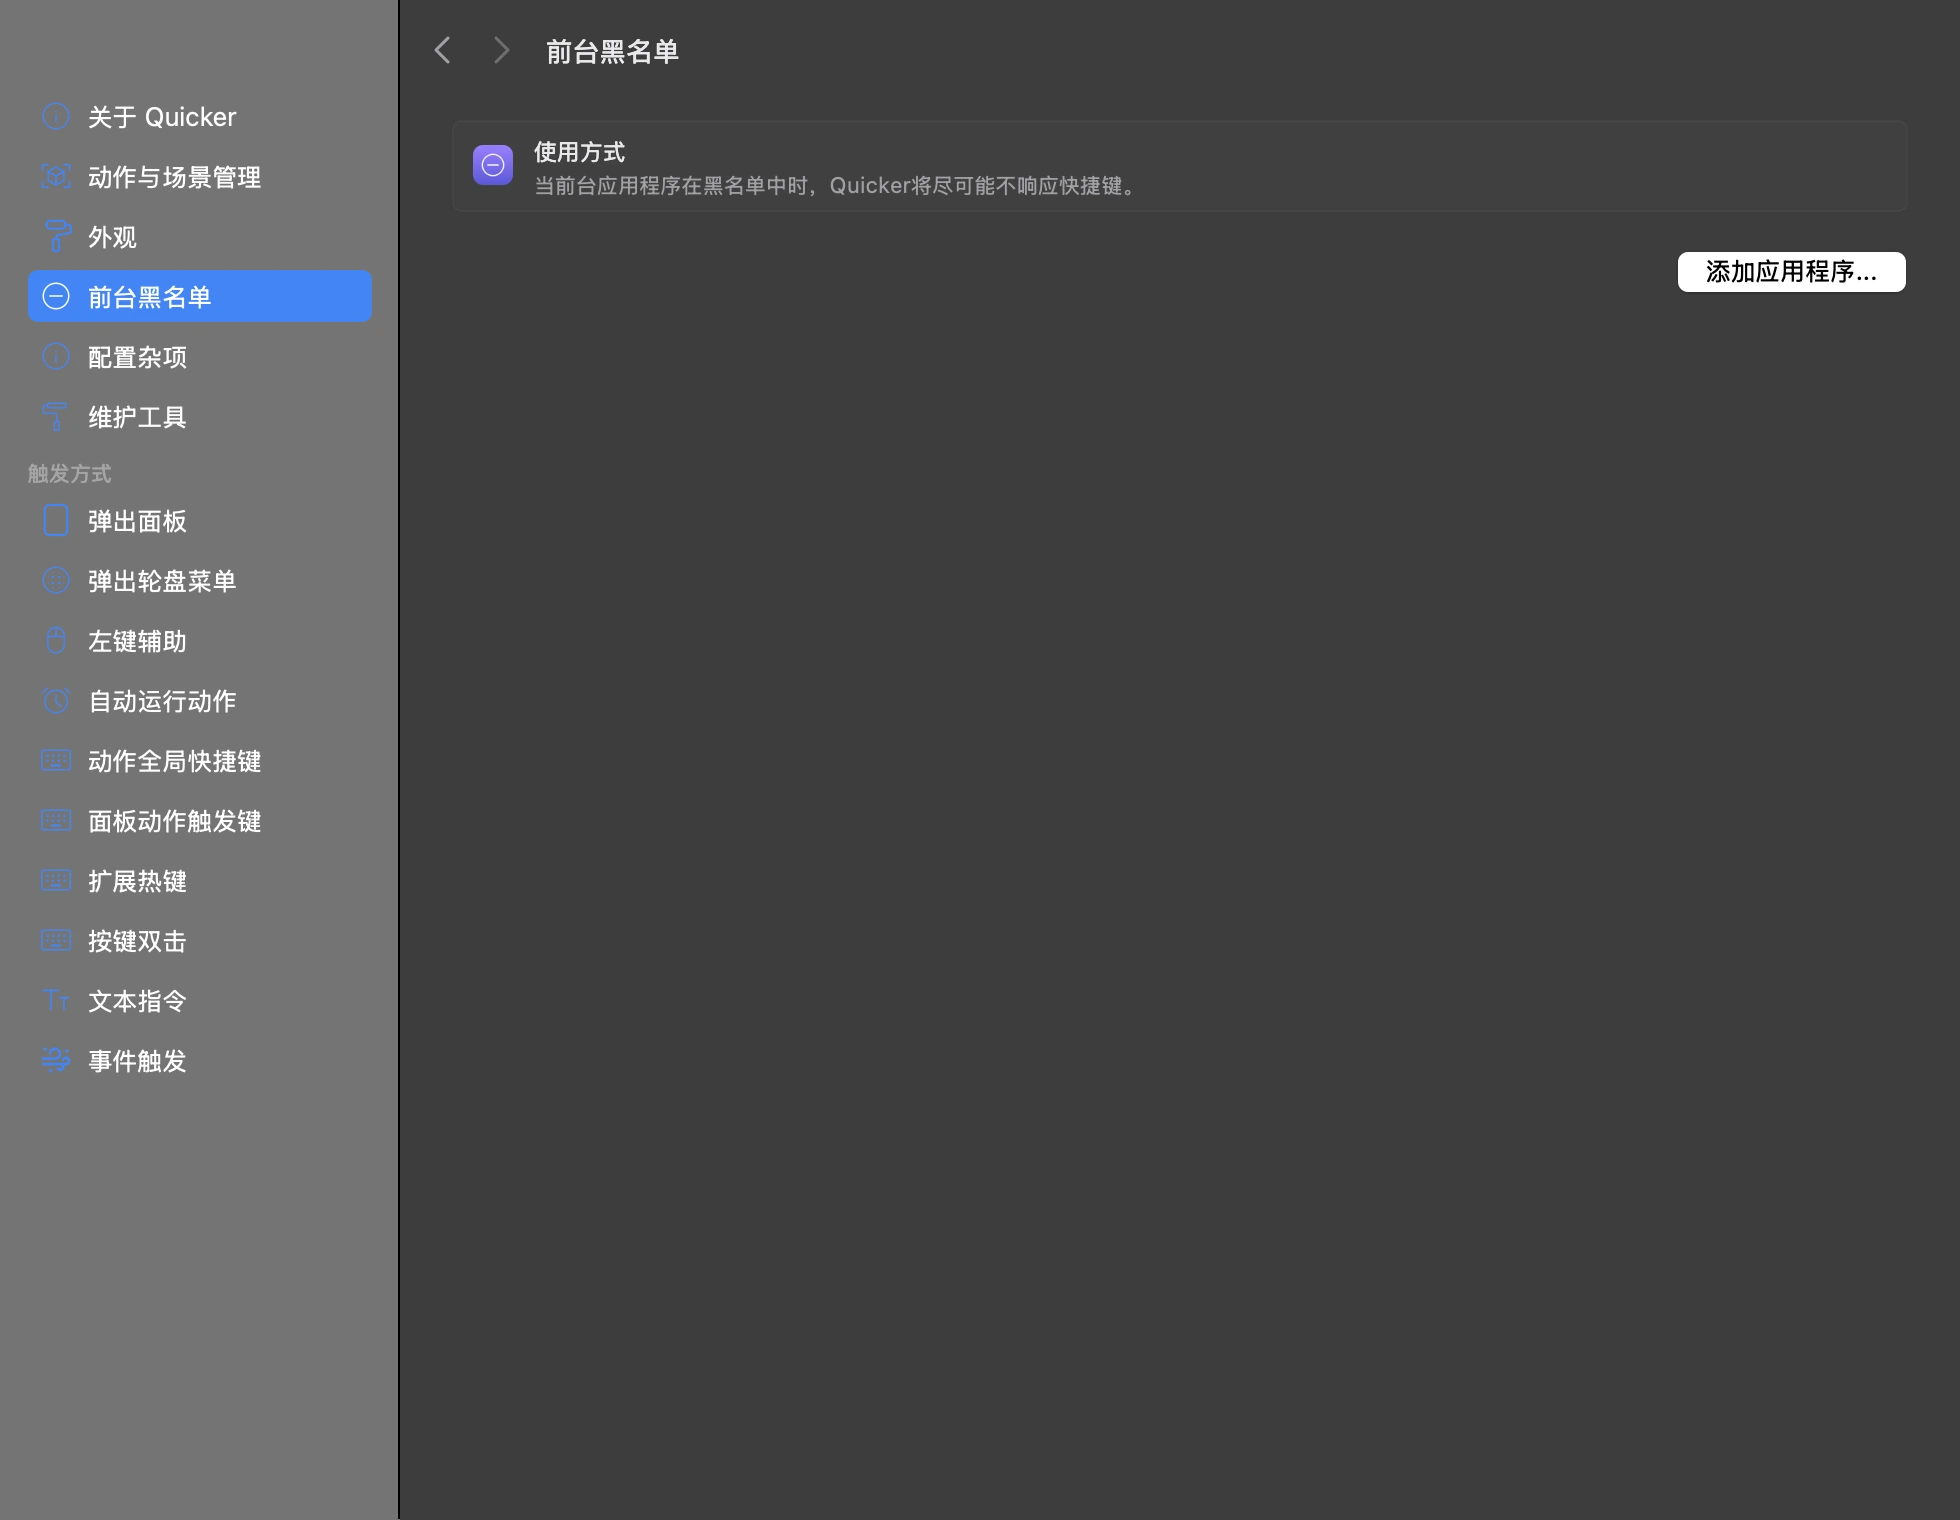 关于 Quicker
动作与场景管理
外观
前台黑名单
配置杂项
维护工具
触发方式
弹出面板
弹出轮盘菜单
左键辅助
自动运行动作
动作全局快捷键
面板动作触发键
扩展热键
按键双击
文本指令
事件触发
前台黑名单
使用方式
当前台应用程序在黑名单中时，Quicker将尽可能不响应快捷键。
添加应用程序...